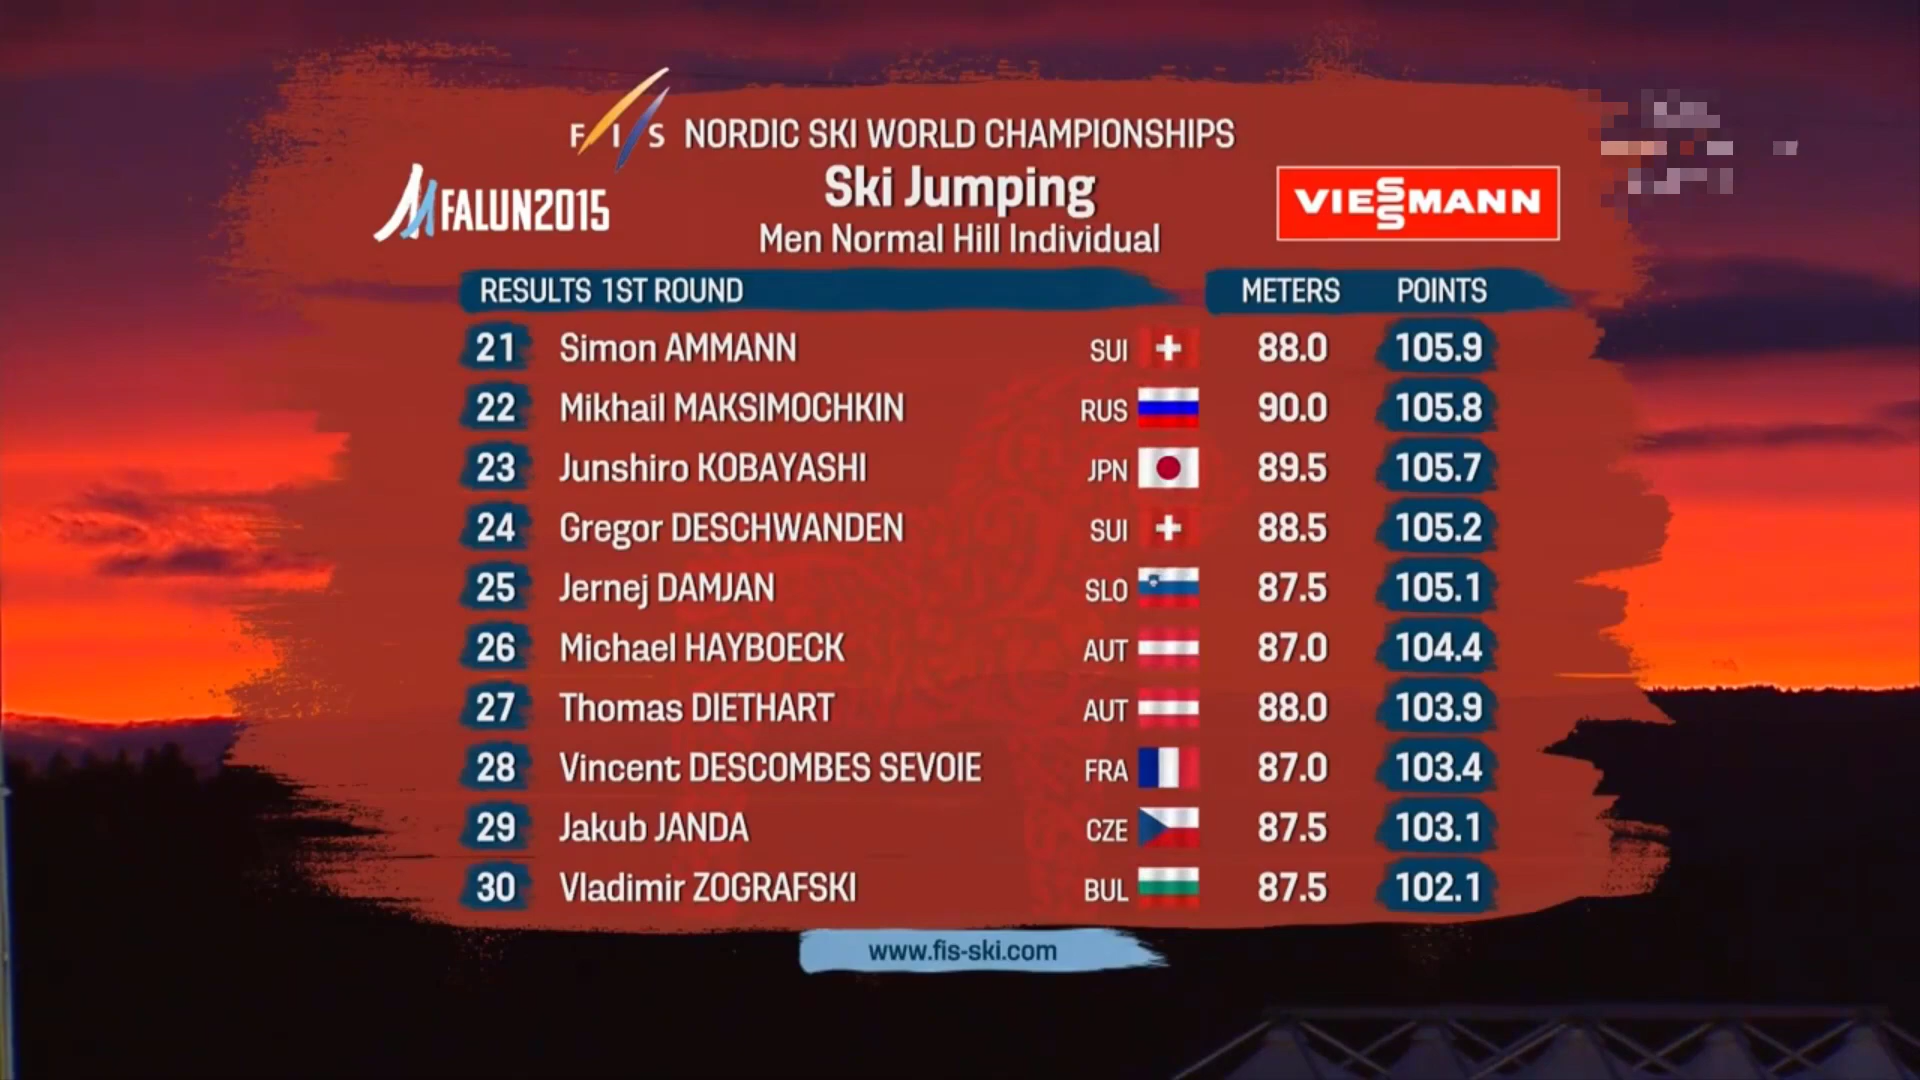 FIS NORDIC SKI WORLD CHAMPIONSHIPS
FALUN2015
Ski Jumping
Men Normal Hill Individual
VIESSMANN
RESULTS 1ST ROUND METERS POINTS
21 Simon AMMANN SUI 88.0 105.9
22 Mikhail MAKSIMOCHKIN RUS 90.0 105.8
23 Junshiro KOBAYASHI JPN 89.5 105.7
24 Gregor DESCHWANDEN SUI 88.5 105.2
25 Jernej DAMJAN SLO 87.5 105.1
26 Michael HAYBOECK AUT 87.0 104.4
27 Thomas DIETHART AUT 88.0 103.9
28 Vincent DESCOMBES SEVOIE FRA 87.0 103.4
29 Jakub JANDA CZE 87.5 103.1
30 Vladimir ZOGRAFSKI BUL 87.5 102.1
www.fis-ski.com